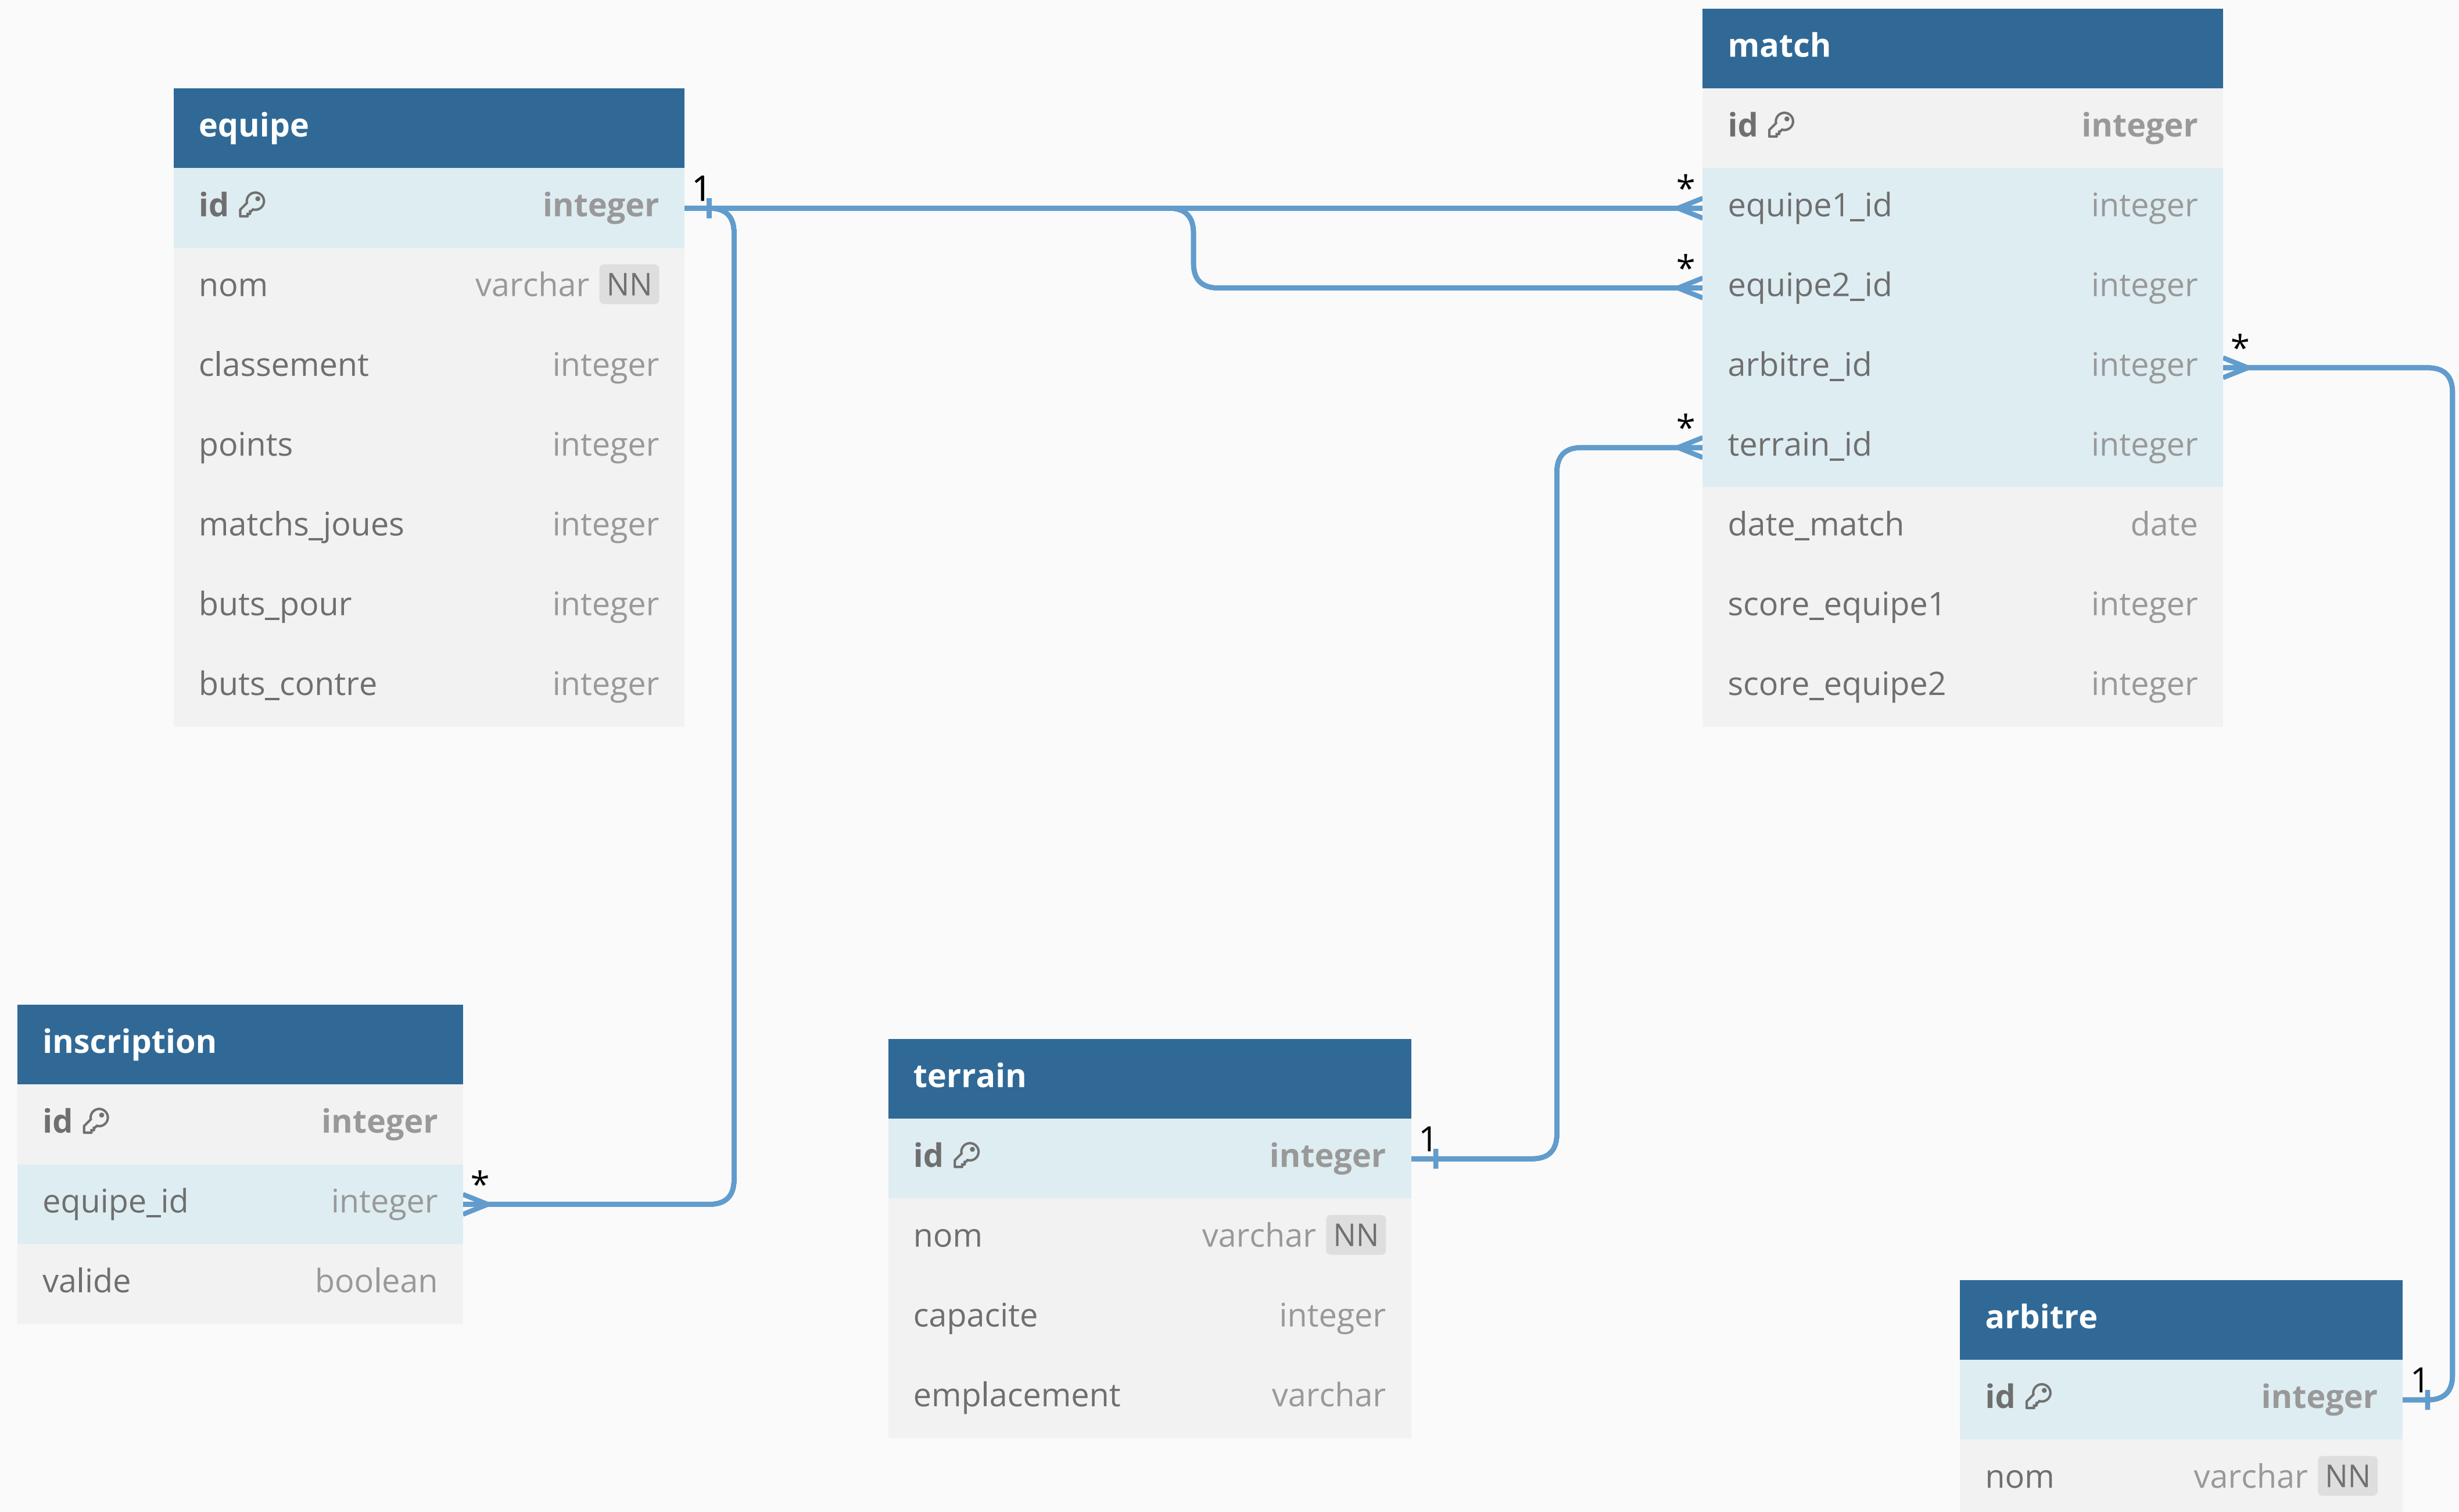 equipe
id integer
nom varchar NN
classement integer
points integer
matchs_joues integer
buts_pour integer
buts_contre integer
1
*
*
match
id integer
equipe1_id integer
equipe2_id integer
arbitre_id integer
terrain_id integer
date_match date
score_equipe1 integer
score_equipe2 integer
*
*
inscription
id integer
equipe_id integer
valide boolean
*
terrain
id integer
nom varchar NN
capacite integer
emplacement varchar
1
arbitre
id integer
nom varchar NN
1